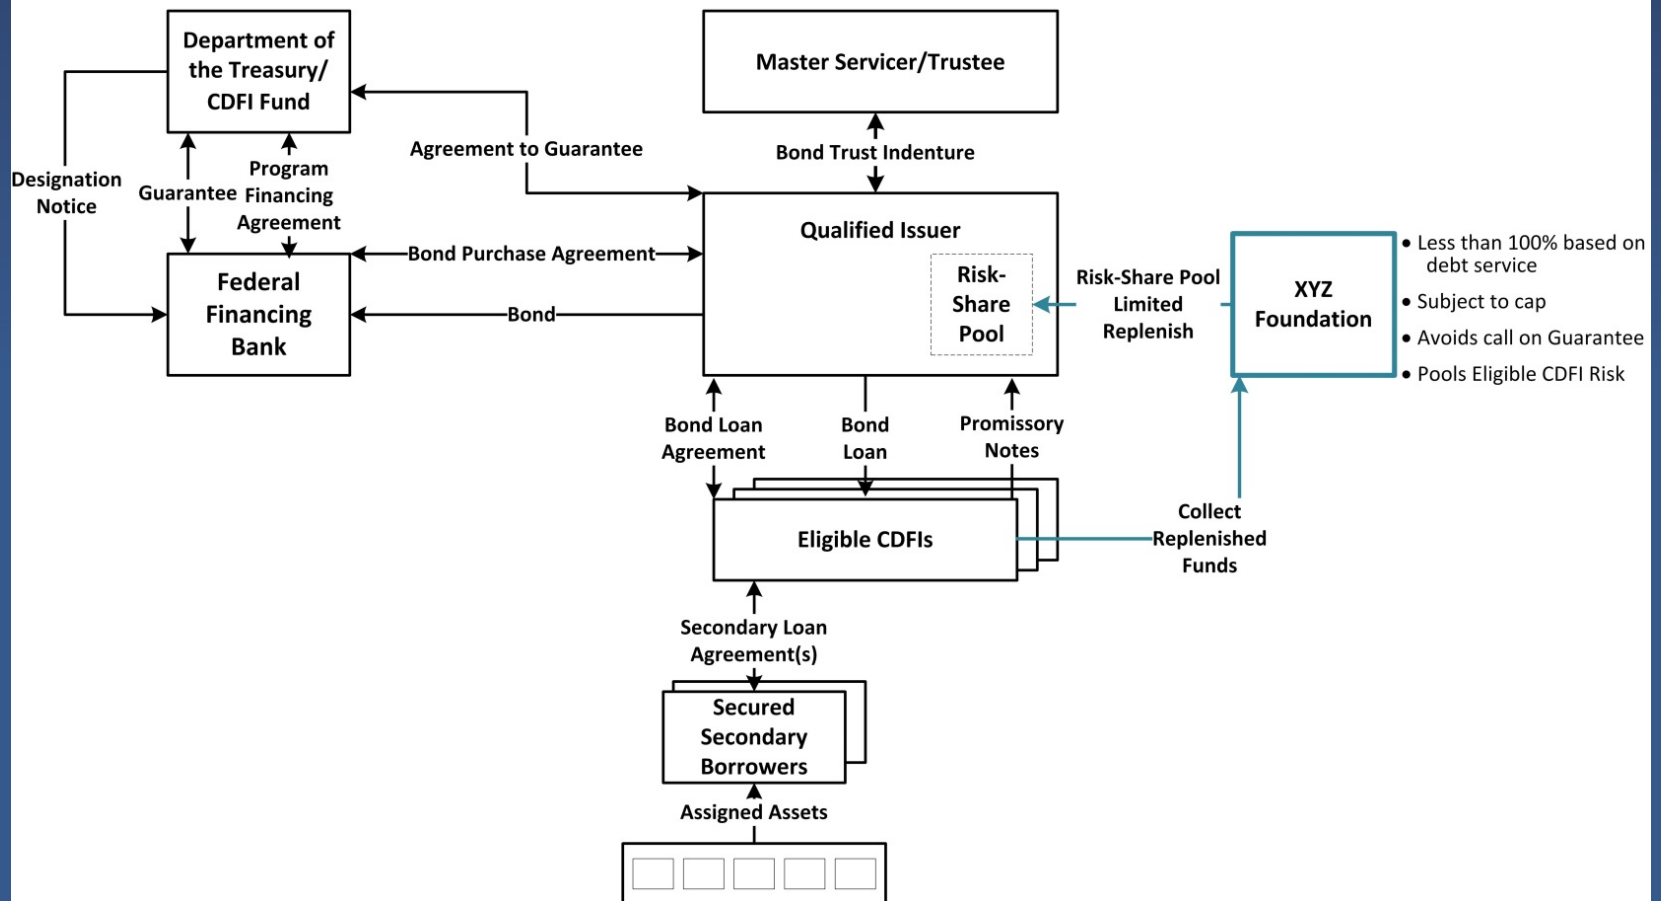 Department of
the Treasury/
CDFI Fund
Master Servicer/Trustee
Agreement to Guarantee
Bond Trust Indenture
Designation
Notice
Guarantee
Program
Financing
Agreement
Bond Purchase Agreement
Qualified Issuer
Federal
Financing
Bank
Bond
Risk-
Share
Pool
Risk-Share Pool
Limited
Replenish
XYZ
Foundation
• Less than 100% based on
debt service
• Subject to cap
• Avoids call on Guarantee
• Pools Eligible CDFI Risk
Bond Loan
Agreement
Bond
Loan
Promissory
Notes
Eligible CDFIs
Collect
Replenished
Funds
Secondary Loan
Agreement(s)
Secured
Secondary
Borrowers
Assigned Assets